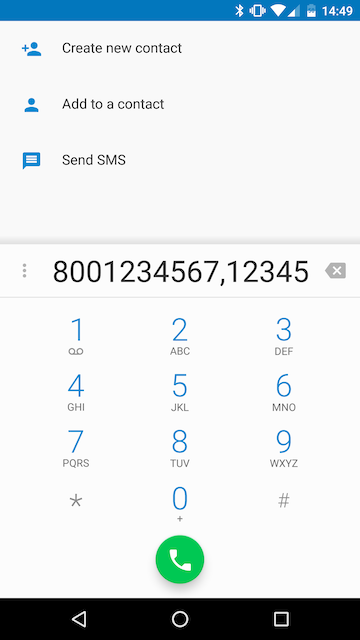 14:49
Create new contact
Add to a contact
Send SMS
8001234567,12345
1 2 3
ABC DEF
4 5 6
GHI JKL MNO
7 8 9
PQRS TUV WXYZ
* 0 #
+